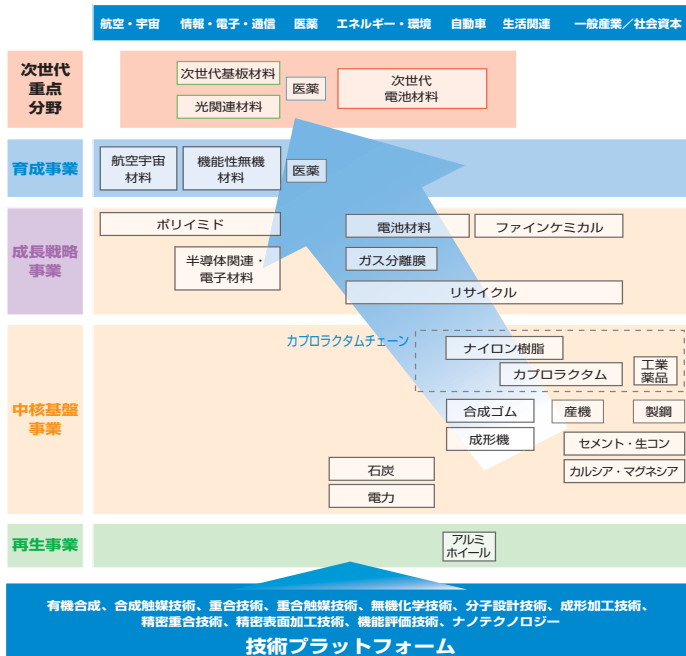 航空・宇宙 情報・電子・通信 医薬 エネルギー・環境 自動車 生活関連 一般産業／社会資本
次世代
重点
分野
次世代基板材料
光関連材料
医薬
次世代
電池材料
育成事業
航空宇宙
材料
機能性無機
材料
医薬
成長戦略
事業
ポリイミド
半導体関連・
電子材料
電池材料
ファインケミカル
ガス分離膜
リサイクル
中核基盤
事業
カプロラクタムチェーン
ナイロン樹脂
カプロラクタム
工業
薬品
合成ゴム
産機
製鋼
成形機
セメント・生コン
石炭
カルシア・マグネシア
電力
再生事業
アルミ
ホイール
有機合成、合成触媒技術、重合技術、重合触媒技術、無機化学技術、分子設計技術、成形加工技術、
精密重合技術、精密表面加工技術、機能評価技術、ナノテクノロジー
技術プラットフォーム